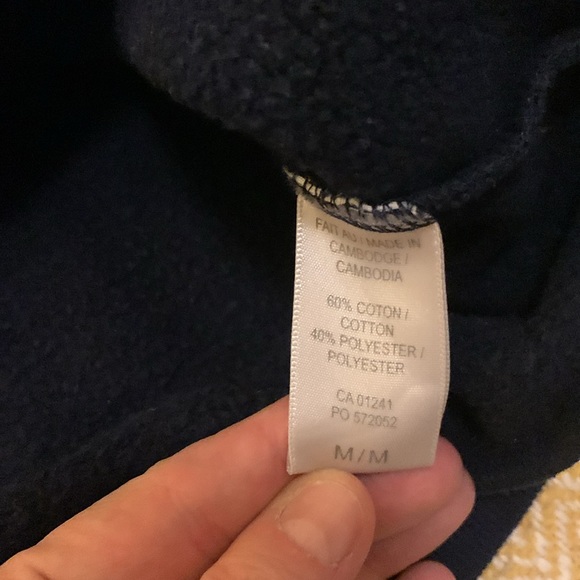 FAIT AU / MADE IN
CAMBODGE /
CAMBODIA
60% COTON /
COTTON
40% POLYESTER /
POLYESTER
CA 01241
PO 572052
M / M